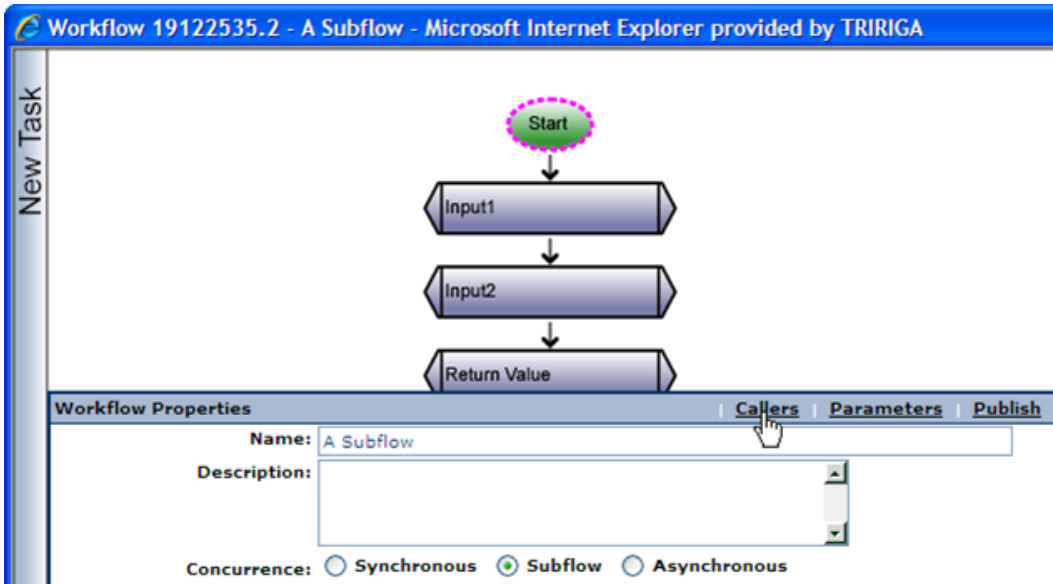 Workflow 19122535.2 - A Subflow - Microsoft Internet Explorer provided by TRIRIGA
New Task
Start
Input1
Input2
Return Value
Workflow Properties | Callers | Parameters | Publish
Name: A Subflow
Description:
Concurrence: Synchronous Subflow Asynchronous